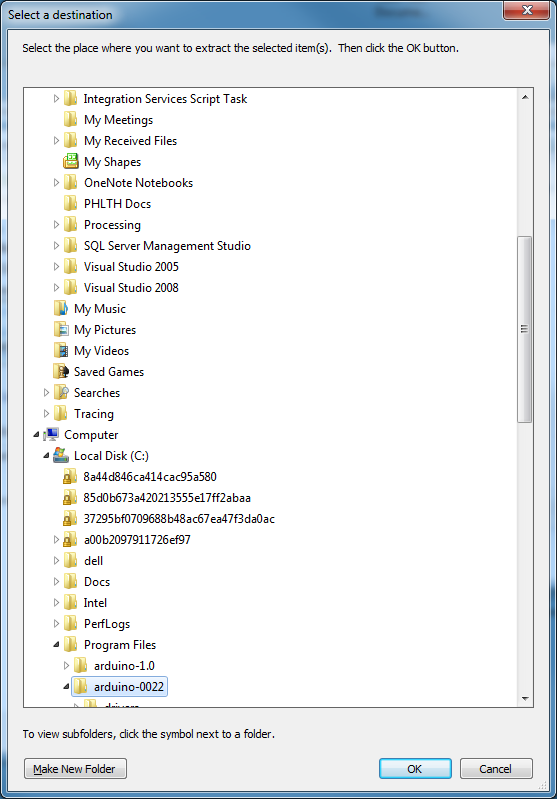 Select a destination
Select the place where you want to extract the selected item(s).  Then click the OK button.
Integration Services Script Task
My Meetings
My Received Files
My Shapes
OneNote Notebooks
PHLTH Docs
Processing
SQL Server Management Studio
Visual Studio 2005
Visual Studio 2008
My Music
My Pictures
My Videos
Saved Games
Searches
Tracing
Computer
Local Disk (C:)
8a44d846ca414cac95a580
85d0b673a420213555e17ff2abaa
37295bf0709688b48ac67ea47f3da0ac
a00b2097911726ef97
dell
Docs
Intel
PerfLogs
Program Files
arduino-1.0
arduino-0022
drivers
To view subfolders, click the symbol next to a folder.
Make New Folder
OK
Cancel